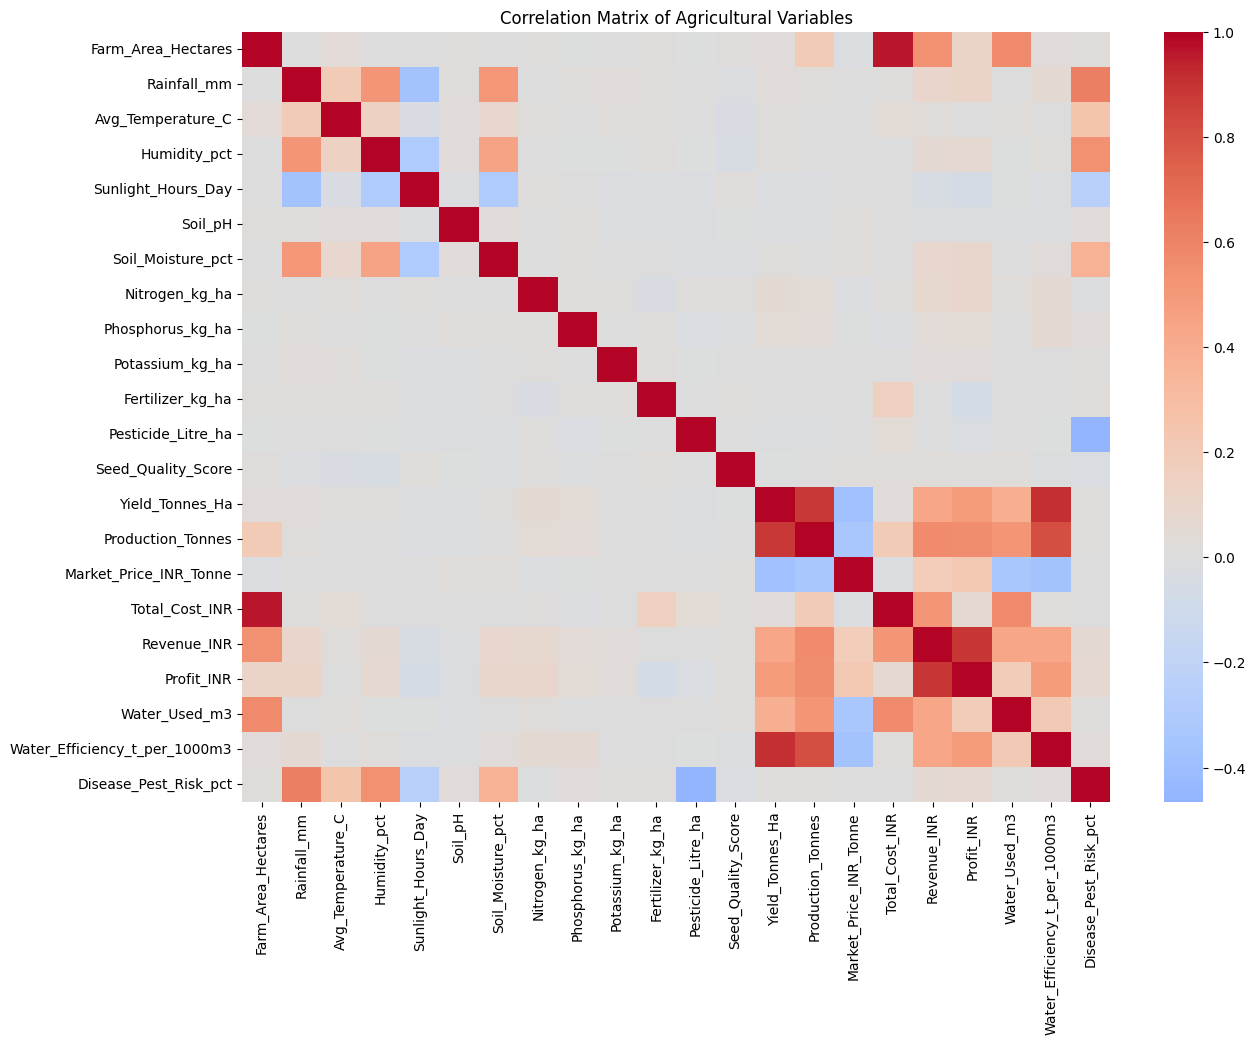 Correlation Matrix of Agricultural Variables
Farm_Area_Hectares
Rainfall_mm
Avg_Temperature_C
Humidity_pct
Sunlight_Hours_Day
Soil_pH
Soil_Moisture_pct
Nitrogen_kg_ha
Phosphorus_kg_ha
Potassium_kg_ha
Fertilizer_kg_ha
Pesticide_Litre_ha
Seed_Quality_Score
Yield_Tonnes_Ha
Production_Tonnes
Market_Price_INR_Tonne
Total_Cost_INR
Revenue_INR
Profit_INR
Water_Used_m3
Water_Efficiency_t_per_1000m3
Disease_Pest_Risk_pct
Farm_Area_Hectares
Rainfall_mm
Avg_Temperature_C
Humidity_pct
Sunlight_Hours_Day
Soil_pH
Soil_Moisture_pct
Nitrogen_kg_ha
Phosphorus_kg_ha
Potassium_kg_ha
Fertilizer_kg_ha
Pesticide_Litre_ha
Seed_Quality_Score
Yield_Tonnes_Ha
Production_Tonnes
Market_Price_INR_Tonne
Total_Cost_INR
Revenue_INR
Profit_INR
Water_Used_m3
Water_Efficiency_t_per_1000m3
Disease_Pest_Risk_pct
1.0
0.8
0.6
0.4
0.2
0.0
−0.2
−0.4